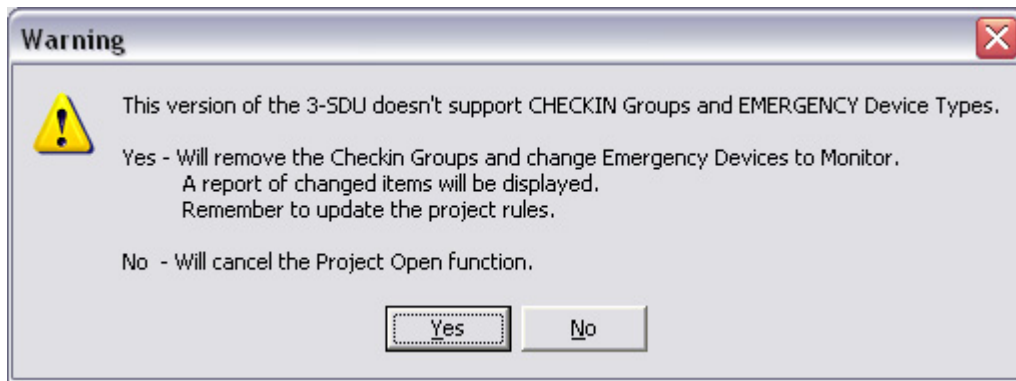 Warning
This version of the 3-SDU doesn't support CHECKIN Groups and EMERGENCY Device Types.
Yes - Will remove the Checkin Groups and change Emergency Devices to Monitor.
A report of changed items will be displayed.
Remember to update the project rules.
No - Will cancel the Project Open function.
Yes No